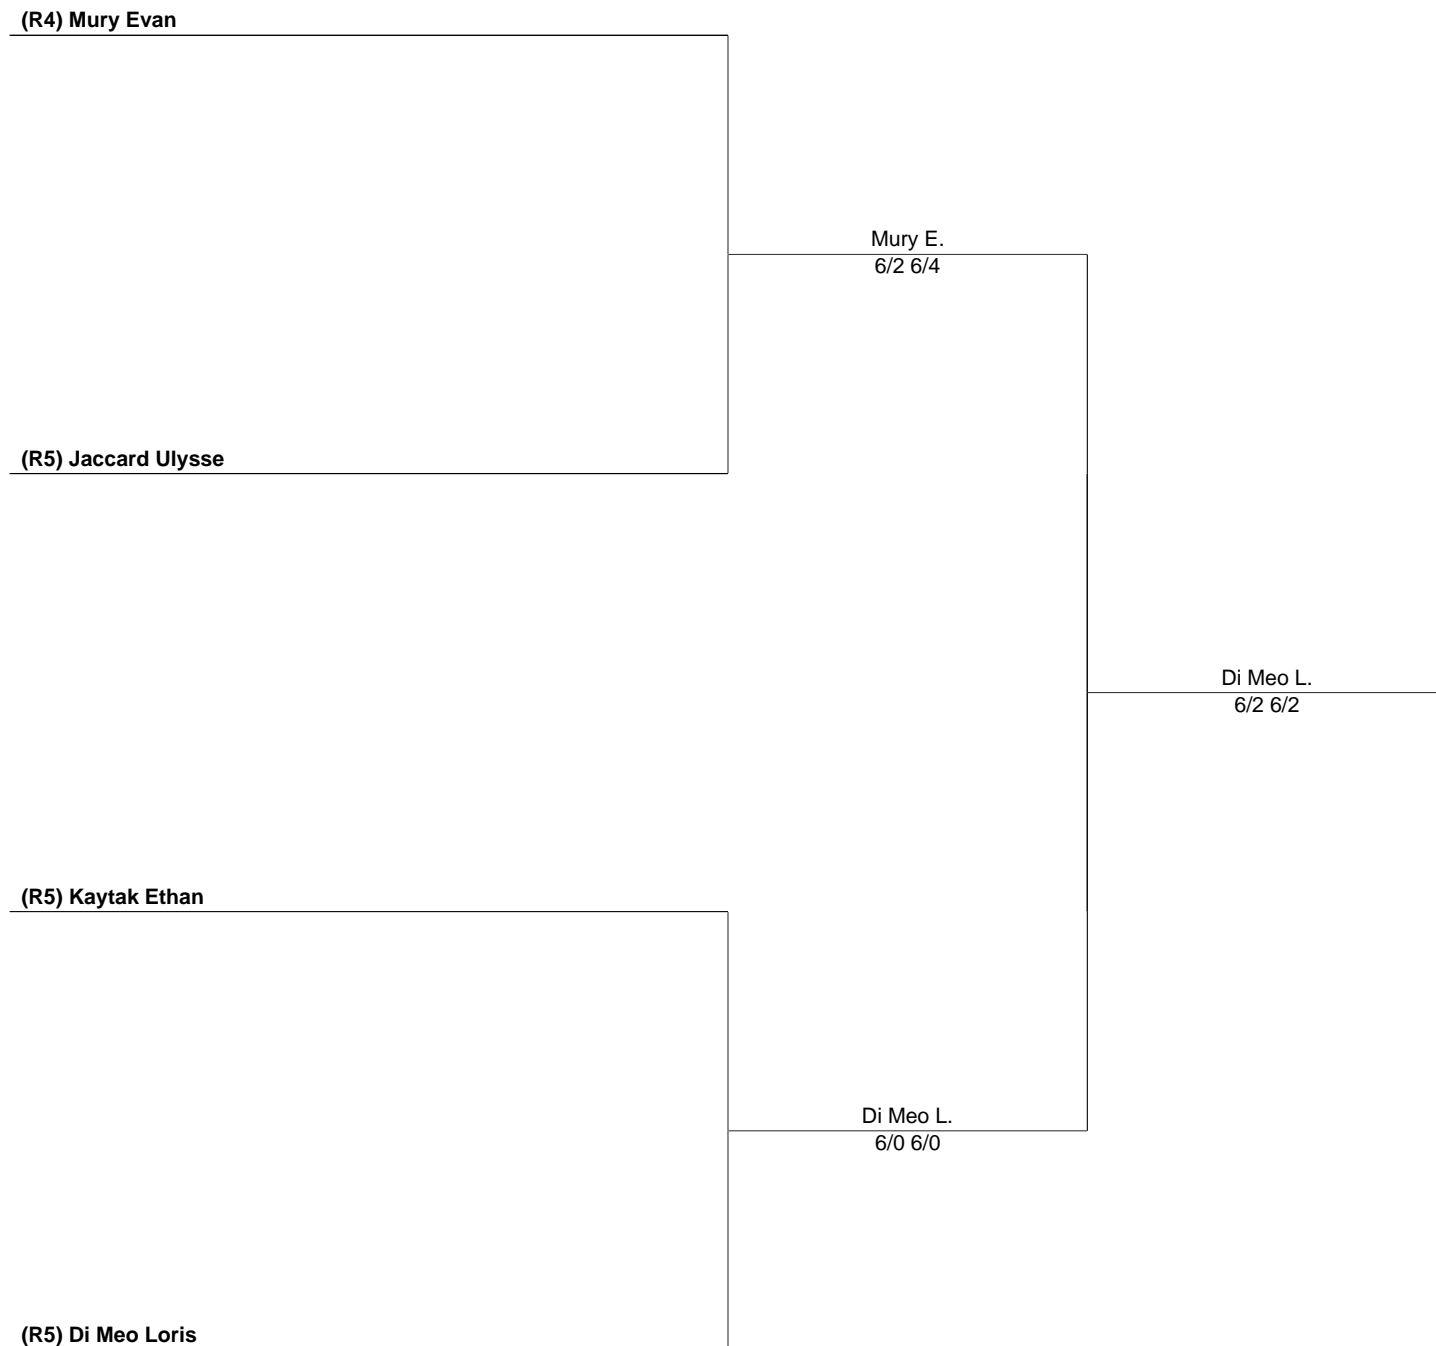 (R4) Mury Evan
Mury E.
6/2 6/4
(R5) Jaccard Ulysse
Di Meo L.
6/2 6/2
(R5) Kaytak Ethan
Di Meo L.
6/0 6/0
(R5) Di Meo Loris